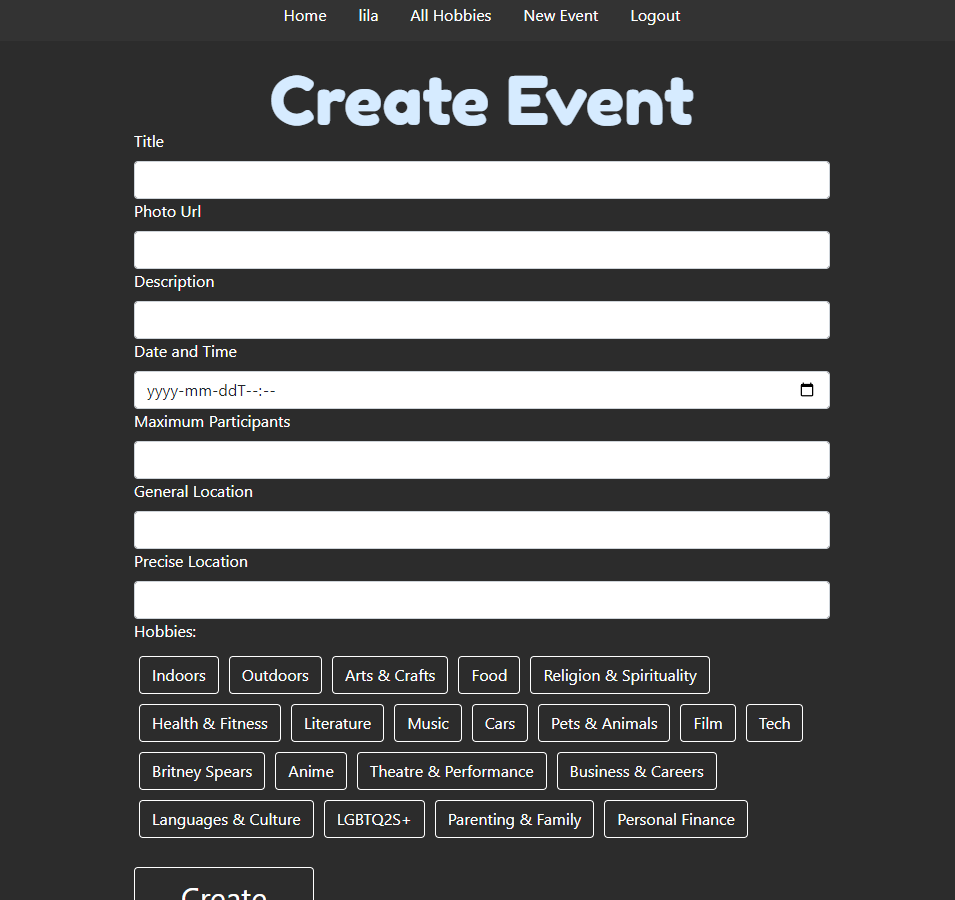 Home lila All Hobbies New Event Logout
Create Event
Title
Photo Url
Description
Date and Time
yyyy-mm-ddT--:--
Maximum Participants
General Location
Precise Location
Hobbies:
Indoors Outdoors Arts & Crafts Food Religion & Spirituality
Health & Fitness Literature Music Cars Pets & Animals Film Tech
Britney Spears Anime Theatre & Performance Business & Careers
Languages & Culture LGBTQ2S+ Parenting & Family Personal Finance
Create